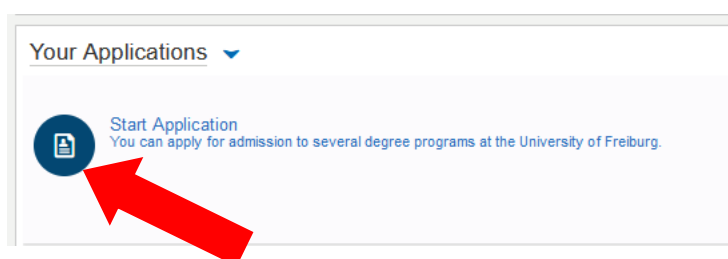 Your Applications
Start Application
You can apply for admission to several degree programs at the University of Freiburg.